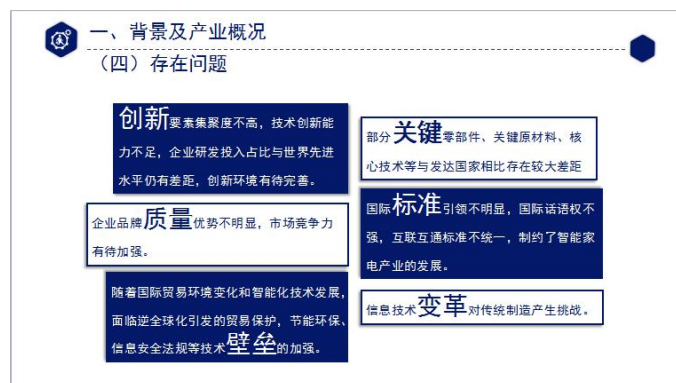 一、背景及产业概况
（四）存在问题
创新要素集聚度不高，技术创新能
力不足，企业研发投入占比与世界先进
水平仍有差距，创新环境有待完善。
企业品牌质量优势不明显，市场竞争力
有待加强。
随着国际贸易环境变化和智能化技术发展，
面临逆全球化引发的贸易保护，节能环保、
信息安全法规等技术壁垒的加强。
部分关键零部件、关键原材料、核
心技术等与发达国家相比存在较大差距
国际标准引领不明显，国际话语权不
强，互联互通标准不统一，制约了智能家
电产业的发展。
信息技术变革对传统制造产生挑战。